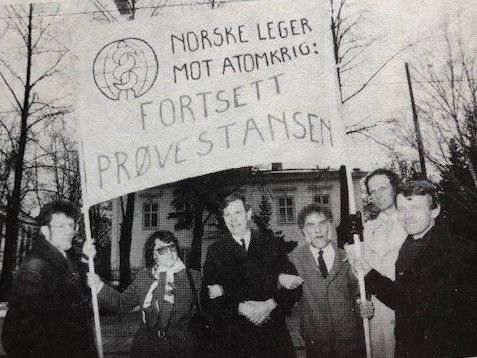 NORSKE LEGER
MOT ATOMKRIG:
FORTSETT
PRØVESTANSEN